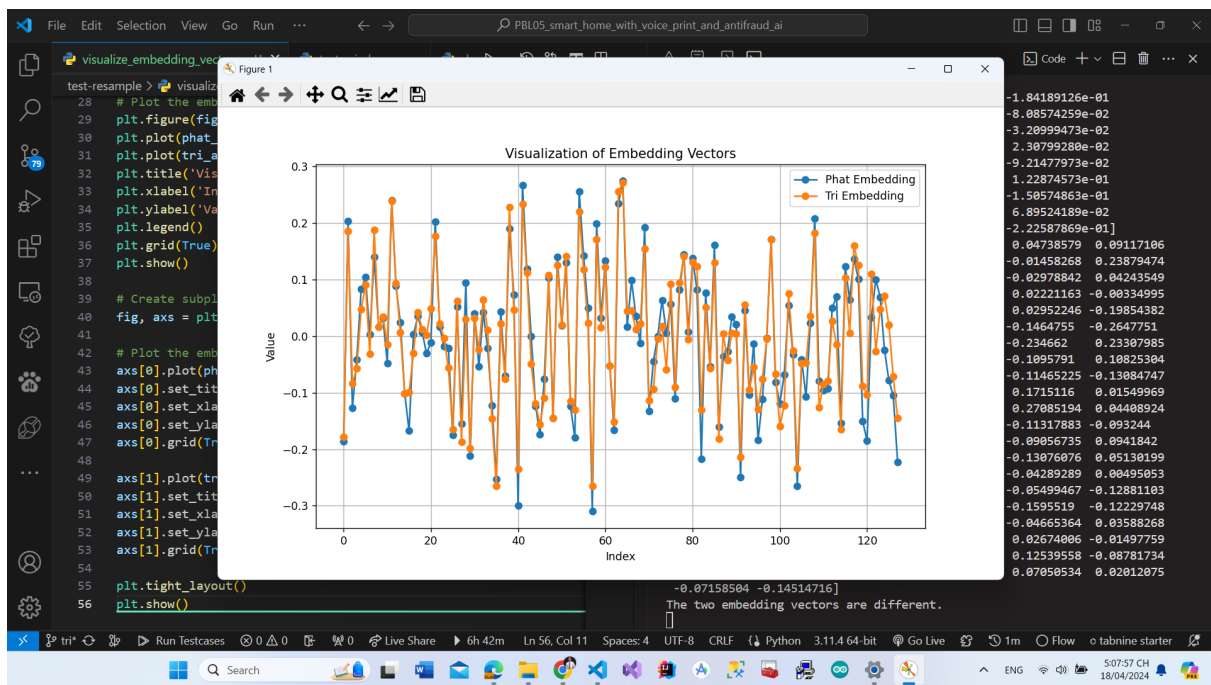 File Edit Selection View Go Run ··· PBL05_smart_home_with_voice_print_and_antifraud_ai
visualize_embedding_vec
Code
test-resample > visualiz
28 # Plot the emb
29 plt.figure(fig
30 plt.plot(phat_
31 plt.plot(tri_a
32 plt.title('Vis
33 plt.xlabel('In
34 plt.ylabel('Va
35 plt.legend()
36 plt.grid(True)
37 plt.show()
38
39 # Create subpl
40 fig, axs = plt
41
42 # Plot the emb
43 axs[0].plot(ph
44 axs[0].set_tit
45 axs[0].set_xla
46 axs[0].set_yla
47 axs[0].grid(Tr
48
49 axs[1].plot(tr
50 axs[1].set_tit
51 axs[1].set_xla
52 axs[1].set_yla
53 axs[1].grid(Tr
54
55 plt.tight_layout()
56 plt.show()
79
Figure 1
Visualization of Embedding Vectors
Phat Embedding
Tri Embedding
0.3
0.2
0.1
0.0
−0.1
−0.2
−0.3
Value
0 20 40 60 80 100 120
Index
-1.84189126e-01
-8.08574259e-02
-3.20999473e-02
2.30799280e-02
-9.21477973e-02
1.22874573e-01
-1.50574863e-01
6.89524189e-02
-2.22587869e-01]
0.04738579 0.09117106
-0.01458268 0.23879474
-0.02978842 0.04243549
0.02221163 -0.00334995
0.02952246 -0.19854382
-0.1464755 -0.2647751
-0.234662 0.23307985
-0.1095791 0.10825304
-0.11465225 -0.13084747
0.1715116 0.01549969
0.27085194 0.04408924
-0.11317883 -0.093244
-0.09056735 0.0941842
-0.13076076 0.05130199
-0.04289289 0.00495053
-0.05499467 -0.12881103
-0.1595519 -0.12229748
-0.04665364 0.03588268
0.02674006 -0.01497759
0.12539558 -0.08781734
0.07050534 0.02012075
-0.07158504 -0.14514716]
The two embedding vectors are different.
tri* Run Testcases 0 0 0 Live Share 6h 42m Ln 56, Col 11 Spaces: 4 UTF-8 CRLF Python 3.11.4 64-bit Go Live 1m Flow tabnine starter
Search ENG 5:07:57 CH
18/04/2024